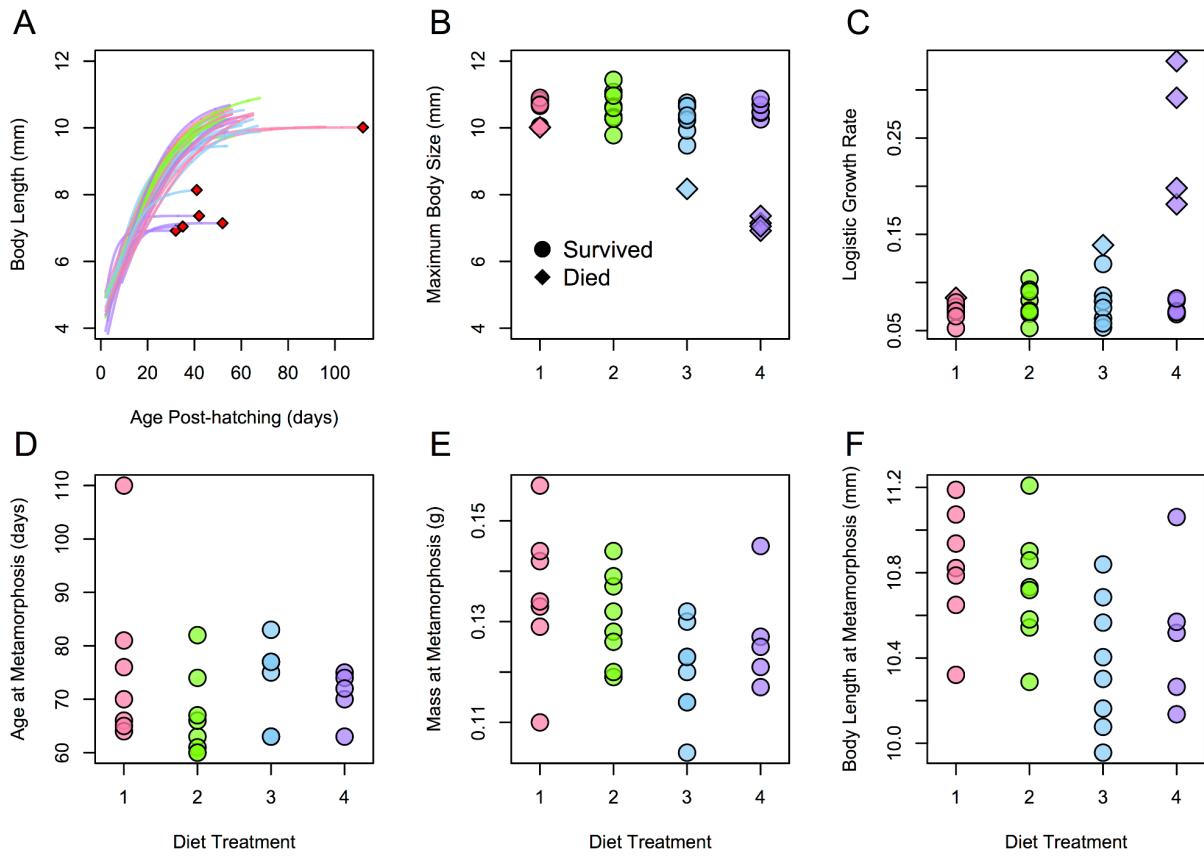 A
Body Length (mm)
12
10
8
6
4
0 20 40 60 80 100
Age Post-hatching (days)
B
Maximum Body Size (mm)
12
10
8
6
4
Survived
Died
1 2 3 4
C
Logistic Growth Rate
0.25
0.15
0.05
1 2 3 4
D
Age at Metamorphosis (days)
110
100
90
80
70
60
1 2 3 4
Diet Treatment
E
Mass at Metamorphosis (g)
0.15
0.13
0.11
1 2 3 4
Diet Treatment
F
Body Length at Metamorphosis (mm)
11.2
10.8
10.4
10.0
1 2 3 4
Diet Treatment